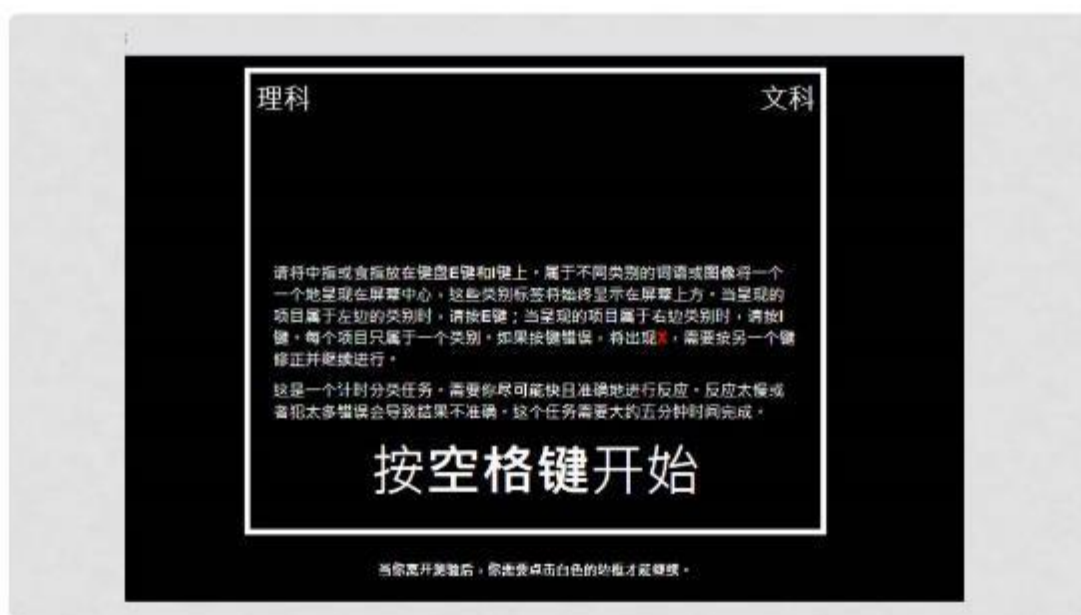 理科
文科
请将中指或食指放在键盘E键和I键上。属于不同类别的词语或图像将一个
一个地呈现在屏幕中心，这些类别标签将始终显示在屏幕上方。当呈现的
项目属于左边的类别时，请按E键；当呈现的项目属于右边类别时，请按I
键。每个项目只属于一个类别。如果按键错误，将出现X，需要按另一个键
修正并继续进行。
这是一个计时分类任务。需要你尽可能快且准确地进行反应。反应太慢或
者犯太多错误会导致结果不准确。这个任务需要大的五分钟时间完成。
按空格键开始
当你离开测验后，你需要点击白色的边框才能继续。